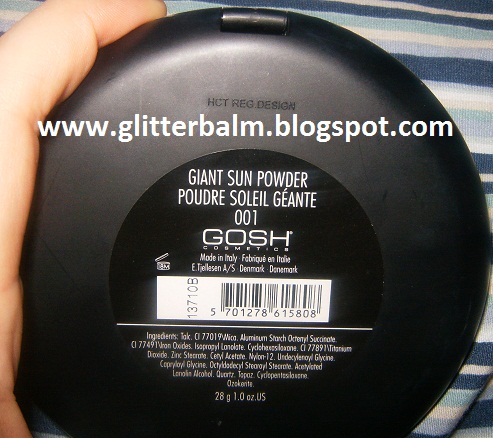 HCT REG.DESIGN
www.glitterbalm.blogspot.com
GIANT SUN POWDER
POUDRE SOLEIL GÉANTE
001
GOSH®
COSMETICS
Made in Italy · Fabriqué en Italie
E.Tjellesen A/S · Denmark · Danemark
13710B
5 701278 615808
Ingredients: Talc. CI 77019\Mica. Aluminum Starch Octenyl Succinate.
CI 77491\Iron Oxides. Isopropyl Lanolate. Cyclohexasiloxane. CI 77891\Titanium
Dioxide. Zinc Stearate. Cetyl Acetate. Nylon-12. Undecylenoyl Glycine.
Capryloyl Glycine. Octyldodecyl Stearoyl Stearate. Acetylated
Lanolin Alcohol. Quartz. Topaz. Cyclopentasiloxane.
Ozokerite.
28 g 1.0 oz.US